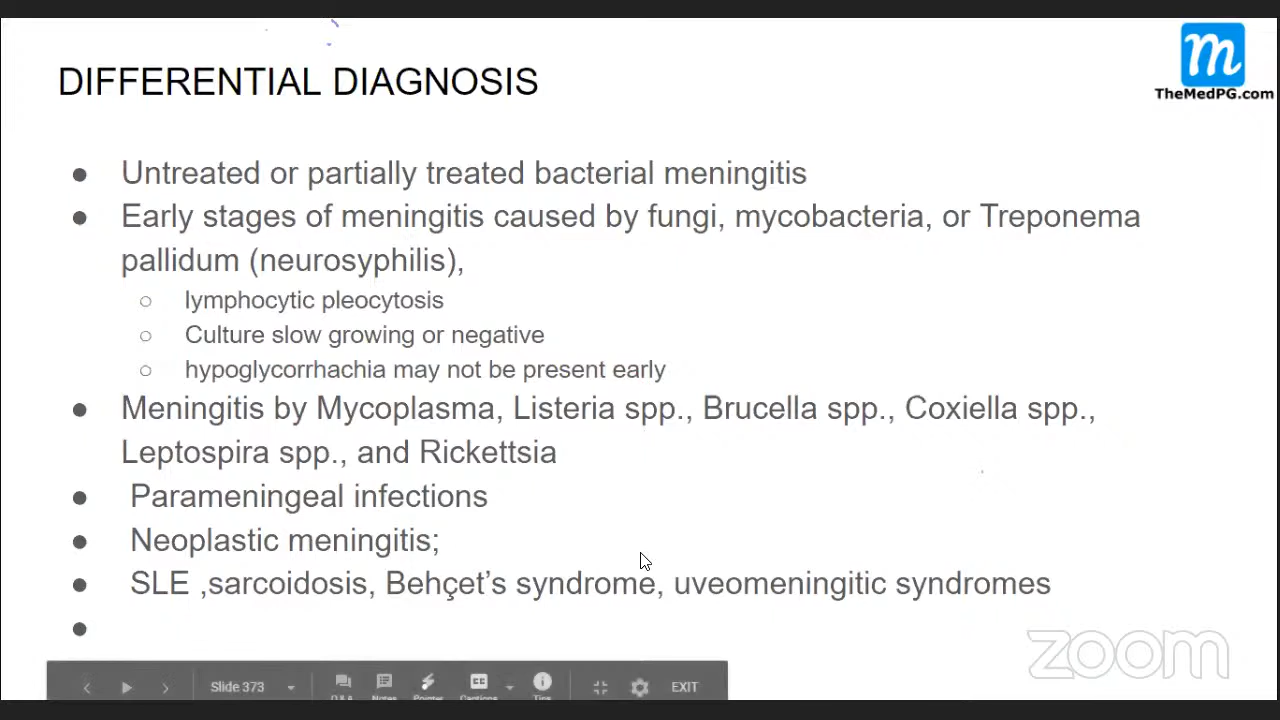 m
TheMedPG.com
DIFFERENTIAL DIAGNOSIS
● Untreated or partially treated bacterial meningitis
● Early stages of meningitis caused by fungi, mycobacteria, or Treponema
pallidum (neurosyphilis),
○ lymphocytic pleocytosis
○ Culture slow growing or negative
○ hypoglycorrhachia may not be present early
● Meningitis by Mycoplasma, Listeria spp., Brucella spp., Coxiella spp.,
Leptospira spp., and Rickettsia
● Parameningeal infections
● Neoplastic meningitis;
● SLE ,sarcoidosis, Behçet’s syndrome, uveomeningitic syndromes
●
zoom
Slide 373 Q&A Notes Pointer CC Captions Tips EXIT